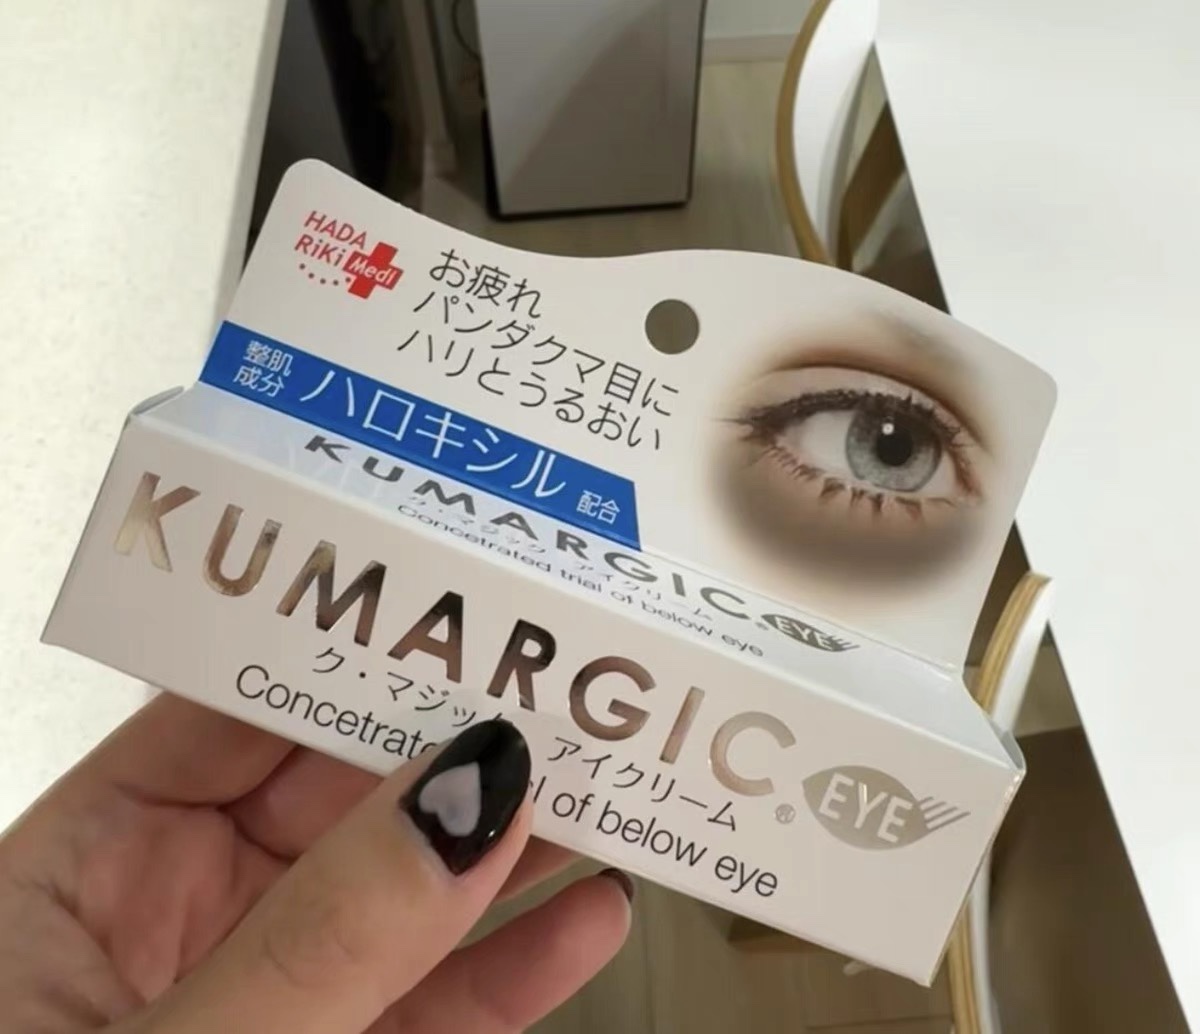 HADA
RiKi Medi
お疲れ
パンダクマ目に
ハリとうるおい
整肌
成分
ハロキシル
配合
KUMARGIC EYE
ク・マジック アイクリーム
Concetrated trial of below eye
KUMARGIC® EYE
ク・マジッ アイクリーム
Concetrat of below eye